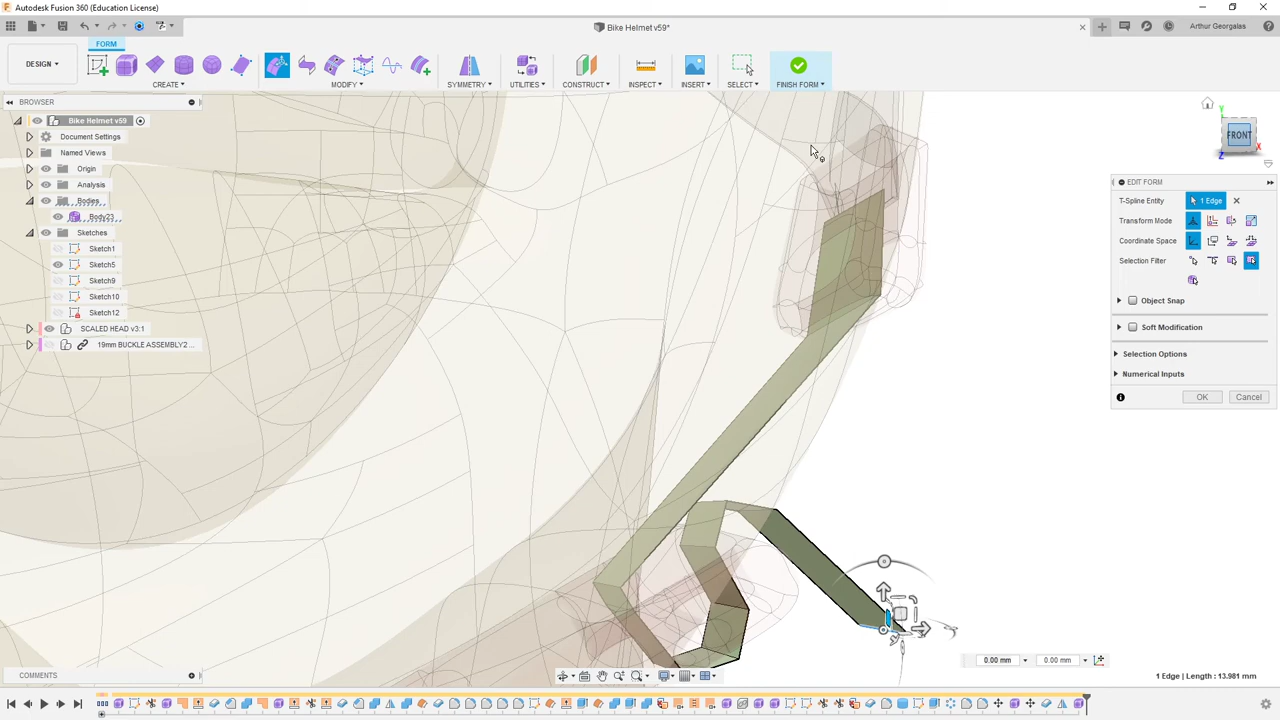 Autodesk Fusion 360 (Education License)
Bike Helmet v59*
Arthur Georgalas
DESIGN
FORM
CREATE
MODIFY
SYMMETRY
UTILITIES
CONSTRUCT
INSPECT
INSERT
SELECT
FINISH FORM
BROWSER
Bike Helmet v59
Document Settings
Named Views
Origin
Analysis
Bodies
Body23
Sketches
Sketch1
Sketch5
Sketch9
Sketch10
Sketch12
SCALED HEAD v3:1
19mm BUCKLE ASSEMBLY2 ...
Y
FRONT
X
Z
EDIT FORM
T-Spline Entity 1 Edge
Transform Mode
Coordinate Space
Selection Filter
Object Snap
Soft Modification
Selection Options
Numerical Inputs
OK Cancel
0.00 mm 0.00 mm
COMMENTS
1 Edge | Length : 13.981 mm